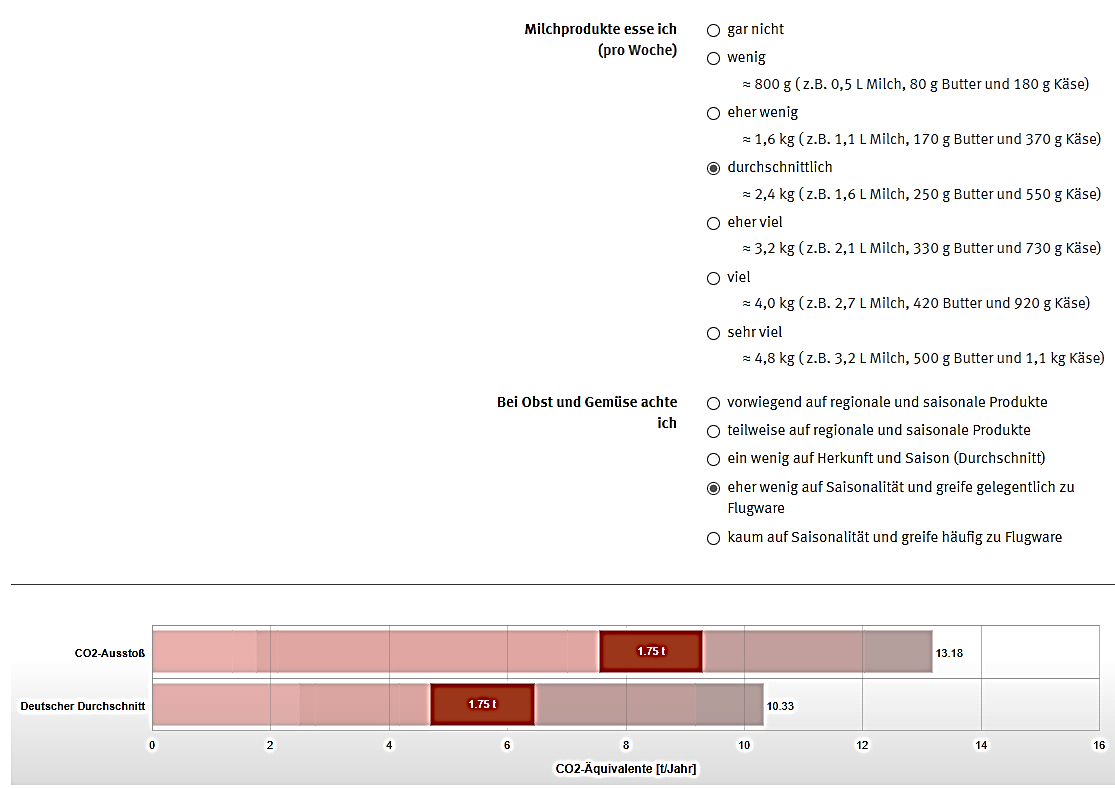 Milchprodukte esse ich
(pro Woche)
gar nicht
wenig
≈ 800 g ( z.B. 0,5 L Milch, 80 g Butter und 180 g Käse)
eher wenig
≈ 1,6 kg ( z.B. 1,1 L Milch, 170 g Butter und 370 g Käse)
durchschnittlich
≈ 2,4 kg ( z.B. 1,6 L Milch, 250 g Butter und 550 g Käse)
eher viel
≈ 3,2 kg ( z.B. 2,1 L Milch, 330 g Butter und 730 g Käse)
viel
≈ 4,0 kg ( z.B. 2,7 L Milch, 420 Butter und 920 g Käse)
sehr viel
≈ 4,8 kg ( z.B. 3,2 L Milch, 500 g Butter und 1,1 kg Käse)
Bei Obst und Gemüse achte
ich
vorwiegend auf regionale und saisonale Produkte
teilweise auf regionale und saisonale Produkte
ein wenig auf Herkunft und Saison (Durchschnitt)
eher wenig auf Saisonalität und greife gelegentlich zu
Flugware
kaum auf Saisonalität und greife häufig zu Flugware
CO2-Ausstoß 1.75 t 13.18
Deutscher Durchschnitt 1.75 t 10.33
0 2 4 6 8 10 12 14 16
CO2-Äquivalente [t/Jahr]